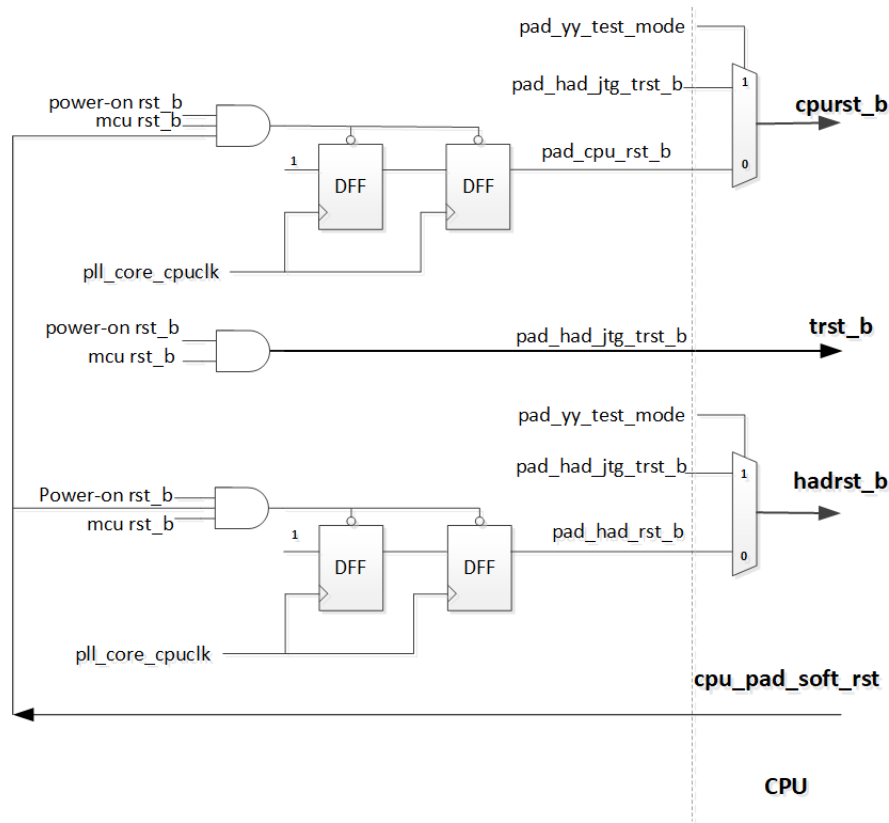 pad_yy_test_mode
pad_had_jtg_trst_b
1
cpurst_b
power-on rst_b
mcu rst_b
1
DFF
DFF
pad_cpu_rst_b
0
pll_core_cpuclk
power-on rst_b
mcu rst_b
pad_had_jtg_trst_b
trst_b
pad_yy_test_mode
pad_had_jtg_trst_b
1
hadrst_b
Power-on rst_b
mcu rst_b
1
DFF
DFF
pad_had_rst_b
0
pll_core_cpuclk
cpu_pad_soft_rst
CPU